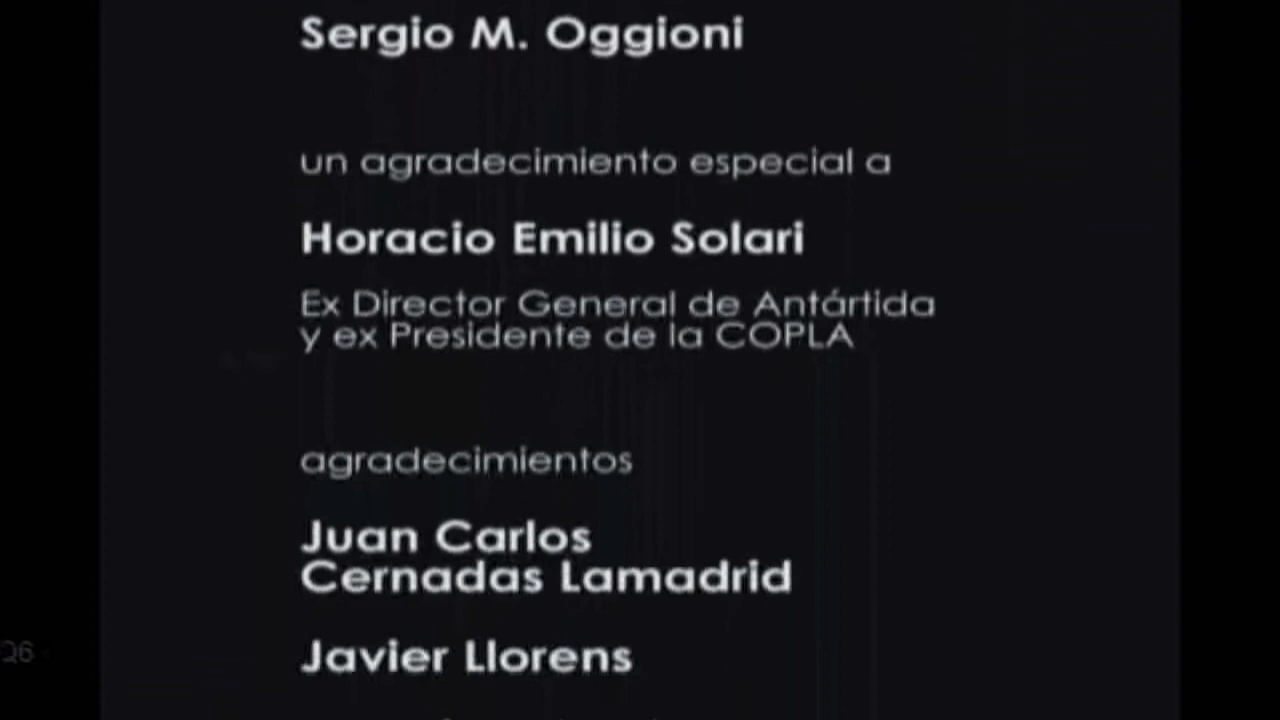 Sergio M. Oggioni
un agradecimiento especial a
Horacio Emilio Solari
Ex Director General de Antártida
y ex Presidente de la COPLA
agradecimientos
Juan Carlos
Cernadas Lamadrid
Javier Llorens